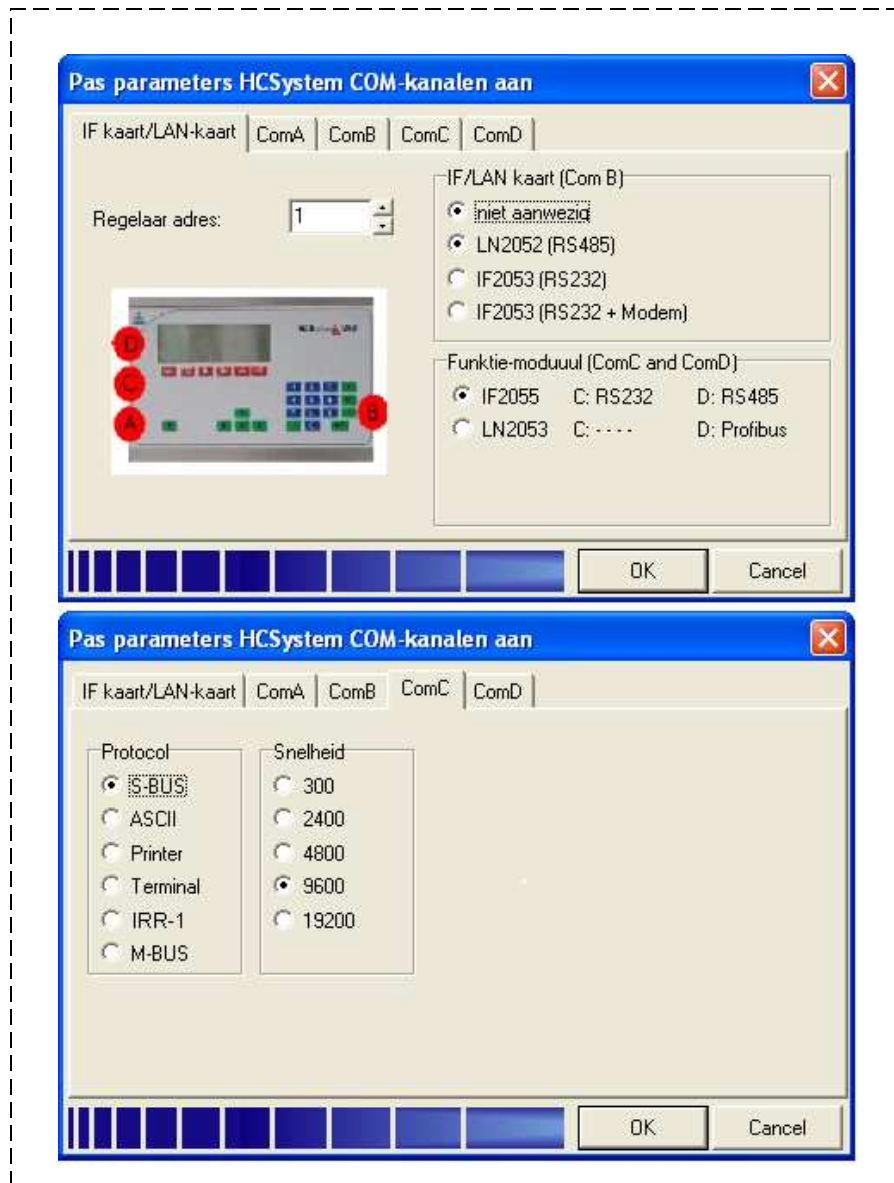 Pas parameters HCSystem COM-kanalen aan
IF kaart/LAN-kaart ComA ComB ComC ComD
Regelaar adres: 1
D
C
A
B
IF/LAN kaart (Com B)
niet aanwezig
LN2052 (RS485)
IF2053 (RS232)
IF2053 (RS232 + Modem)
Funktie-moduuul (ComC and ComD)
IF2055 C: RS232 D: RS485
LN2053 C: ---- D: Profibus
OK Cancel
Pas parameters HCSystem COM-kanalen aan
IF kaart/LAN-kaart ComA ComB ComC ComD
Protocol
S-BUS
ASCII
Printer
Terminal
IRR-1
M-BUS
Snelheid
300
2400
4800
9600
19200
OK Cancel